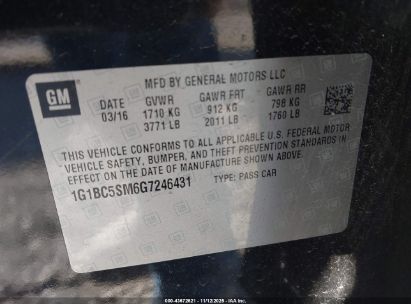 GM
MFD BY GENERAL MOTORS LLC
03/16 GVWR GAWR FRT GAWR RR
1710 KG 912 KG 798 KG
3771 LB 2011 LB 1760 LB
THIS VEHICLE CONFORMS TO ALL APPLICABLE U.S. FEDERAL MOTOR
VEHICLE SAFETY, BUMPER, AND THEFT PREVENTION STANDARDS IN
EFFECT ON THE DATE OF MANUFACTURE SHOWN ABOVE.
1G1BC5SM6G7246431 TYPE: PASS CAR